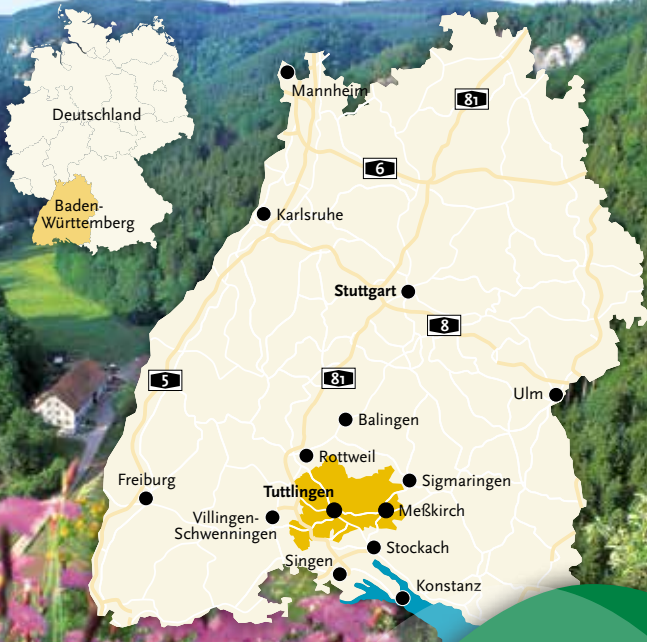 Deutschland
Baden-
Württemberg
Mannheim
81
6
Karlsruhe
Stuttgart
8
5
81
Ulm
Balingen
Rottweil
Freiburg
Sigmaringen
Tuttlingen
Meßkirch
Villingen-
Schwenningen
Stockach
Singen
Konstanz